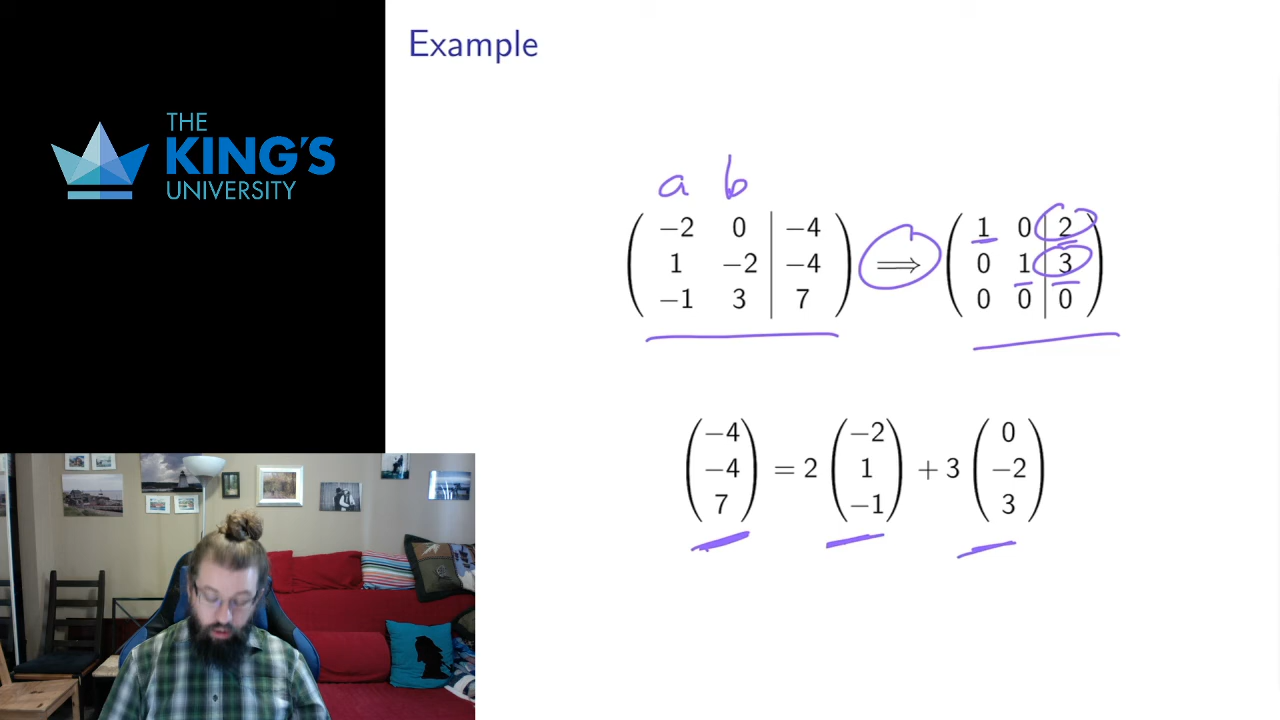 THE
KING'S
UNIVERSITY
Example
a b
−2 0 | −4
1 −2 | −4
−1 3 | 7
⟹
1 0 | 2
0 1 | 3
0 0 | 0
−4
−4
7
= 2
−2
1
−1
+ 3
0
−2
3